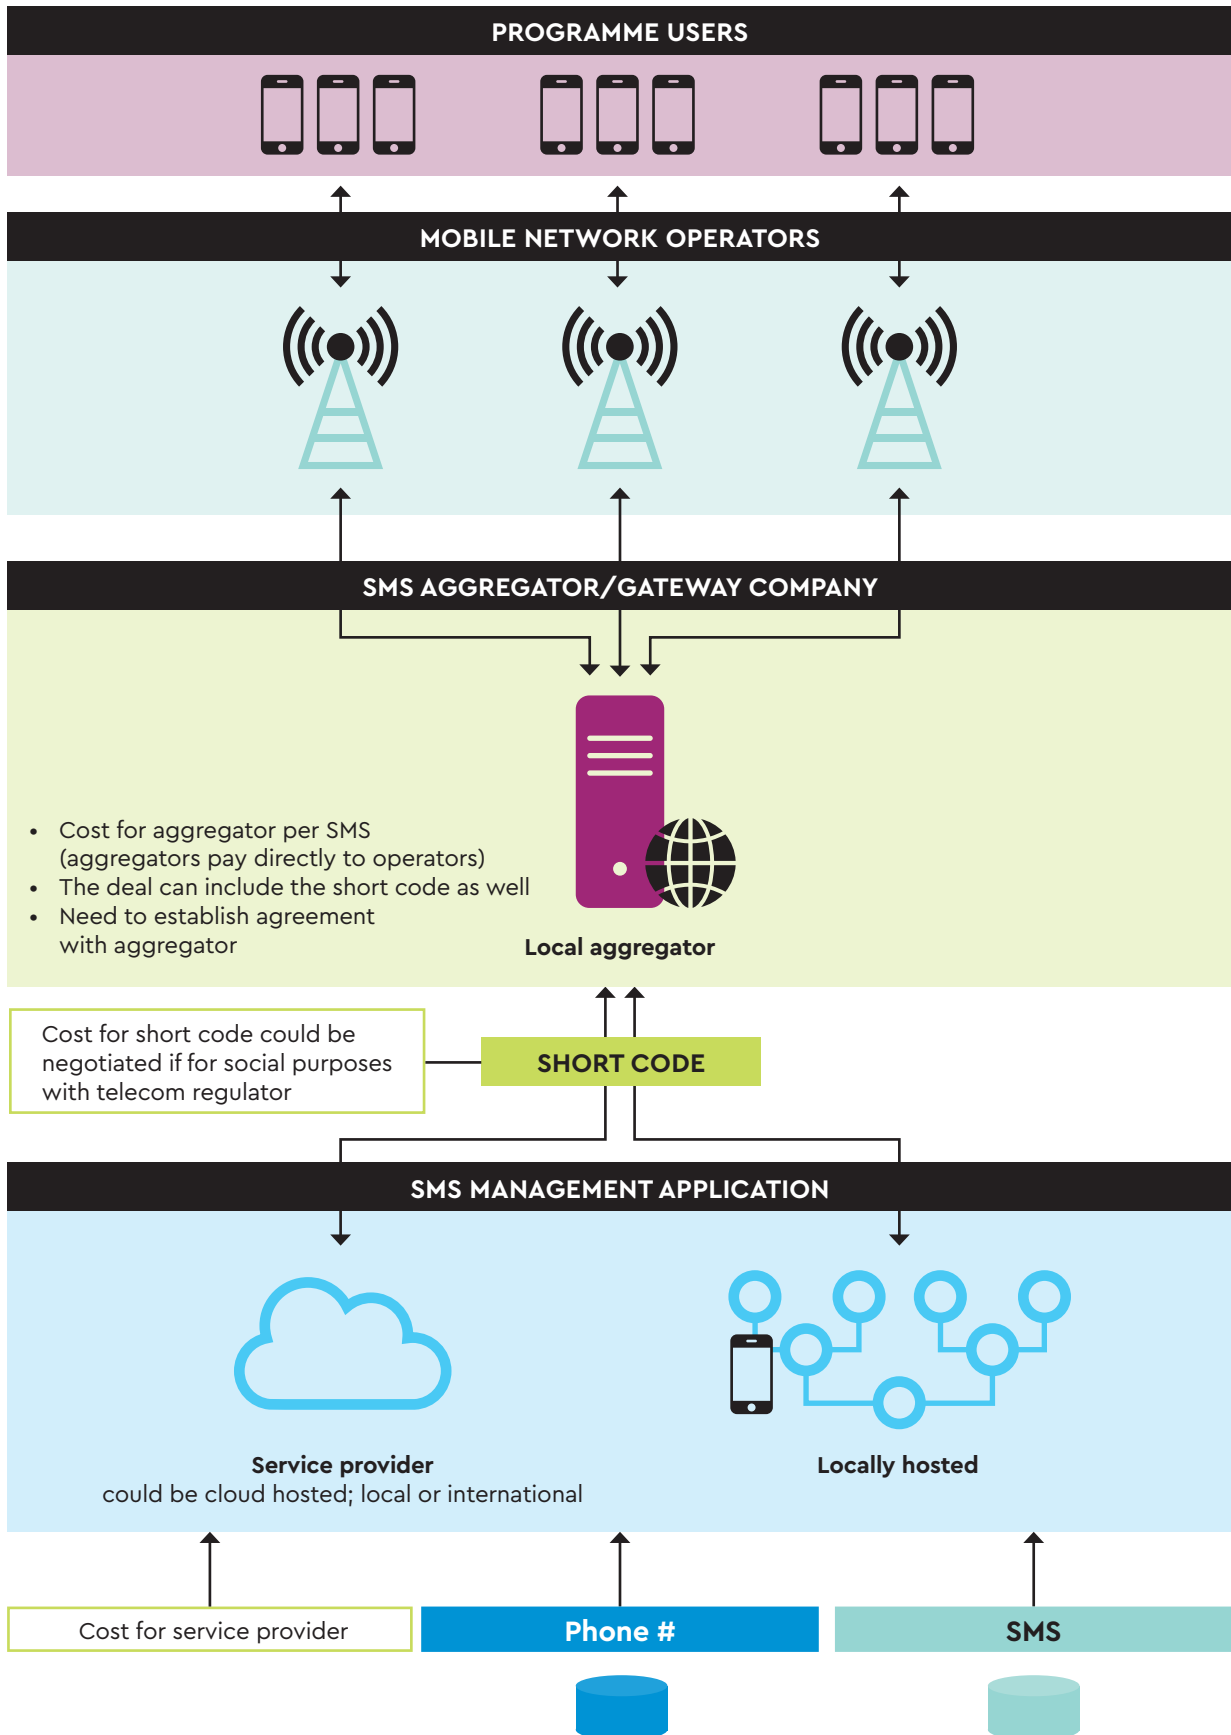 PROGRAMME USERS
MOBILE NETWORK OPERATORS
SMS AGGREGATOR/GATEWAY COMPANY
• Cost for aggregator per SMS
(aggregators pay directly to operators)
• The deal can include the short code as well
• Need to establish agreement
with aggregator
Local aggregator
Cost for short code could be
negotiated if for social purposes
with telecom regulator
SHORT CODE
SMS MANAGEMENT APPLICATION
Service provider
could be cloud hosted; local or international
Locally hosted
Cost for service provider
Phone #
SMS